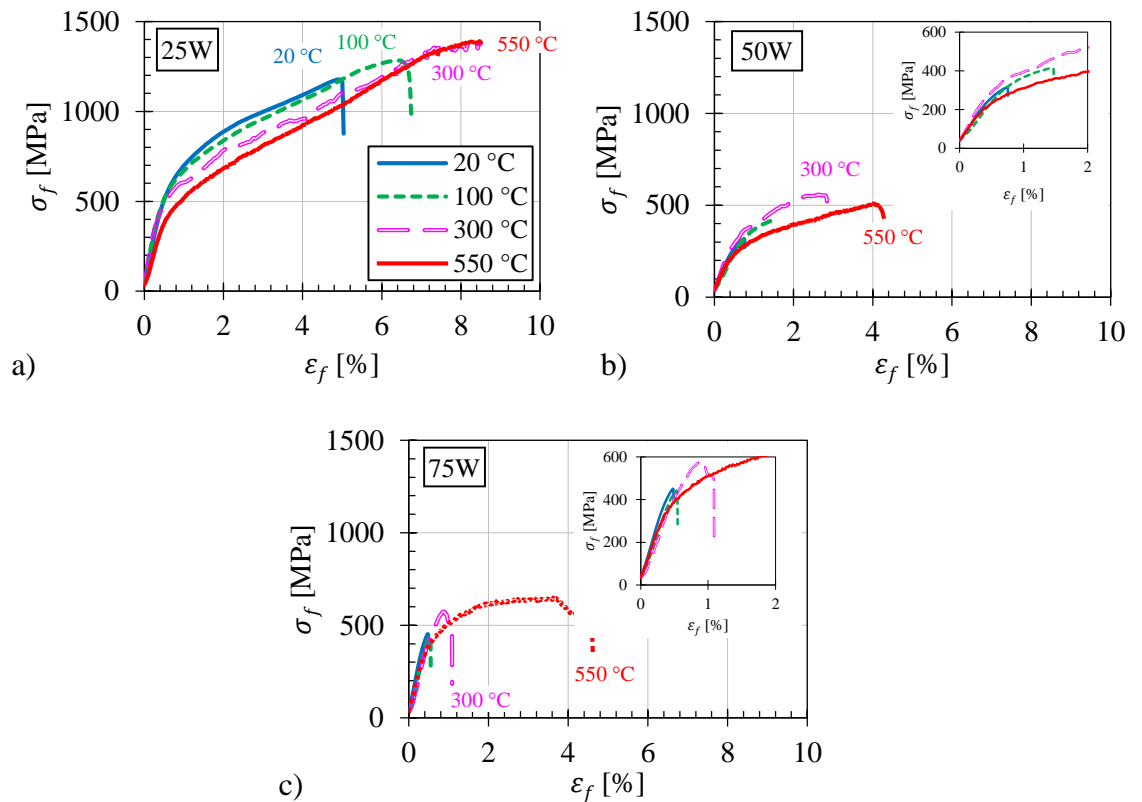 25W
1500
1000
500
0
σf [MPa]
0 2 4 6 8 10
εf [%]
20 °C
100 °C
550 °C
300 °C
20 °C
100 °C
300 °C
550 °C
a)
50W
1500
1000
500
0
σf [MPa]
0 2 4 6 8 10
εf [%]
300 °C
550 °C
600
400
200
0
σf [MPa]
0 1 2
εf [%]
b)
75W
1500
1000
500
0
σf [MPa]
0 2 4 6 8 10
εf [%]
300 °C
550 °C
600
400
200
0
σf [MPa]
0 1 2
εf [%]
c)